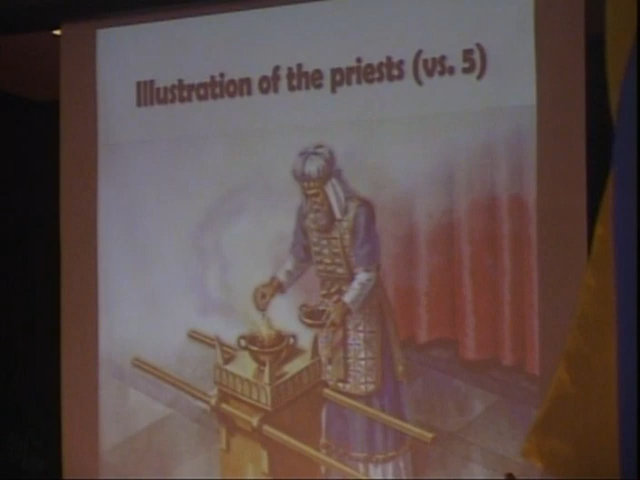 Illustration of the priests (vs. 5)